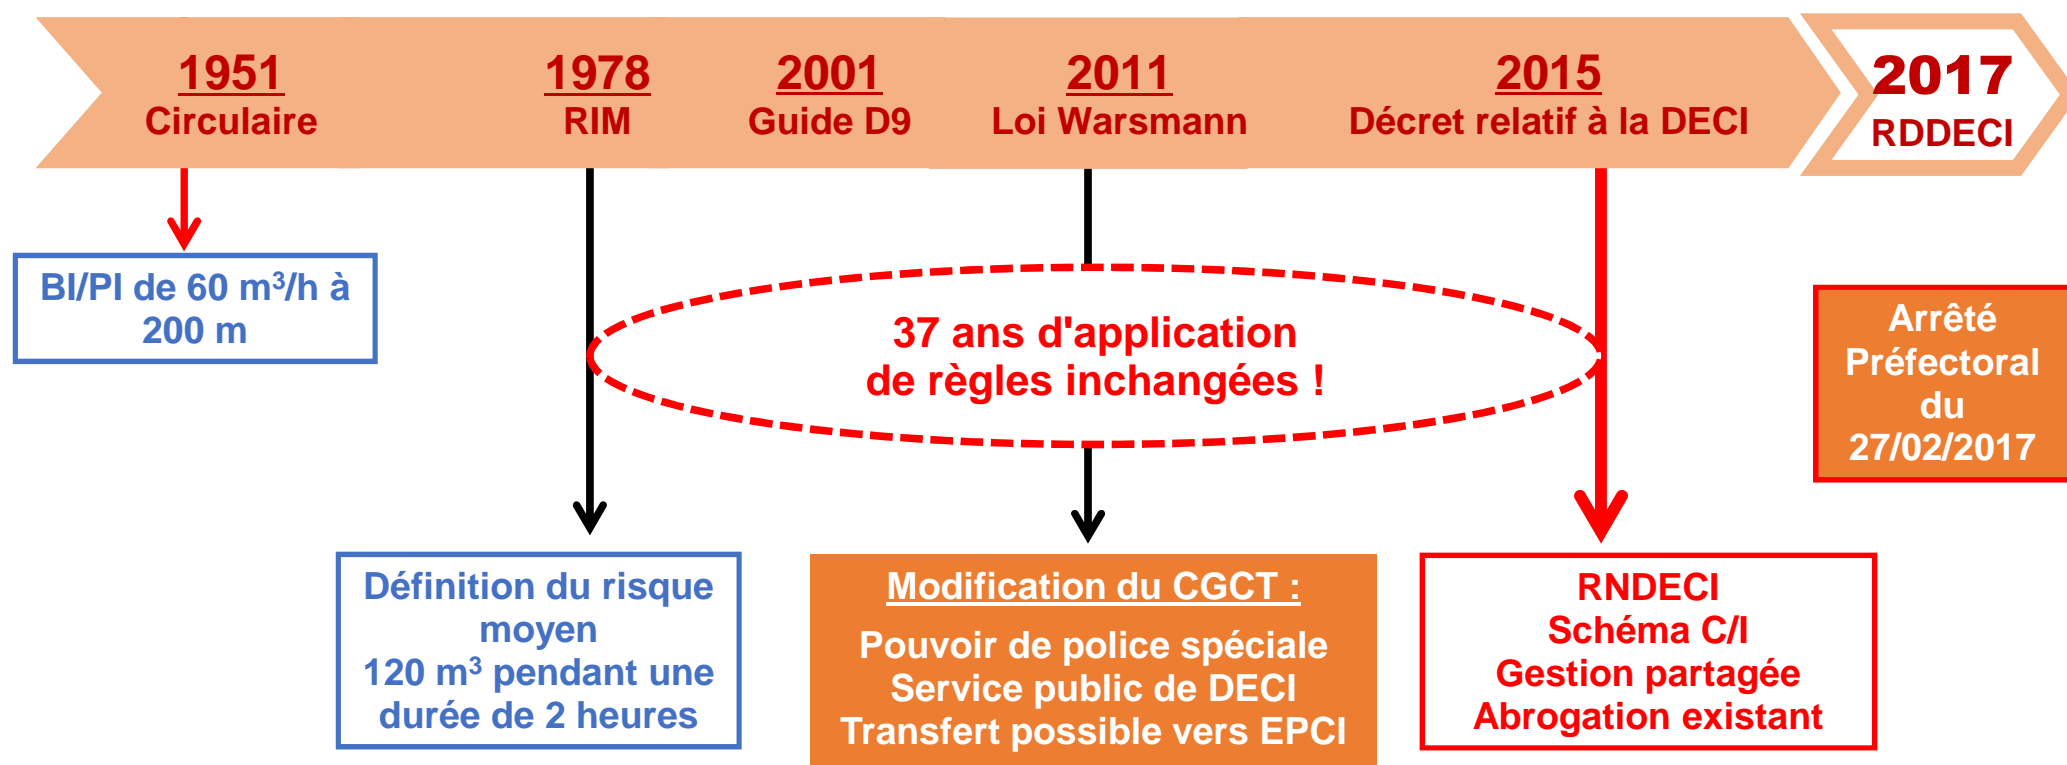 1951
Circulaire
1978
RIM
2001
Guide D9
2011
Loi Warsmann
2015
Décret relatif à la DECI
2017
RDDECI
BI/PI de 60 m³/h à
200 m
37 ans d'application
de règles inchangées !
Arrêté
Préfectoral
du
27/02/2017
Définition du risque
moyen
120 m³ pendant une
durée de 2 heures
Modification du CGCT :
Pouvoir de police spéciale
Service public de DECI
Transfert possible vers EPCI
RNDECI
Schéma C/I
Gestion partagée
Abrogation existant